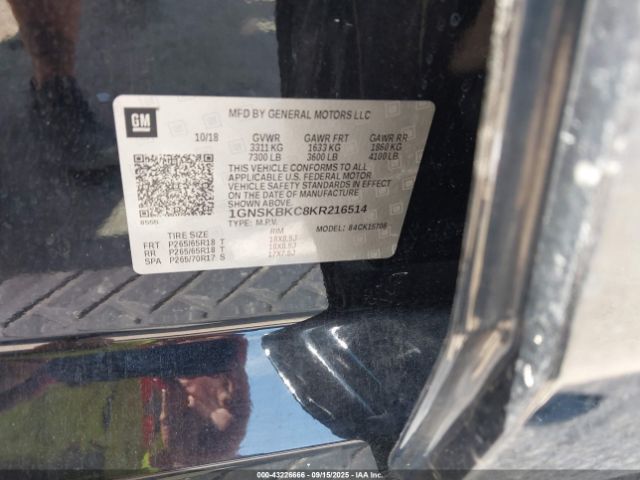 GM
MFD BY GENERAL MOTORS LLC
10/18 GVWR GAWR FRT GAWR RR
3311 KG 1633 KG 1860 KG
7300 LB 3600 LB 4100 LB
THIS VEHICLE CONFORMS TO ALL
APPLICABLE U.S. FEDERAL MOTOR
VEHICLE SAFETY STANDARDS IN EFFECT
ON THE DATE OF MANUFACTURE
SHOWN ABOVE.
1GNSKBKC8KR216514
TYPE: M.P.V. MODEL: CK15706
TIRE SIZE RIM
FRT P265/65R18 T 18X8.5J
RR P265/65R18 T 18X8.5J
SPA P265/70R17 S 17X7.5J
000-43226666 - 09/15/2025 - IAAI.com